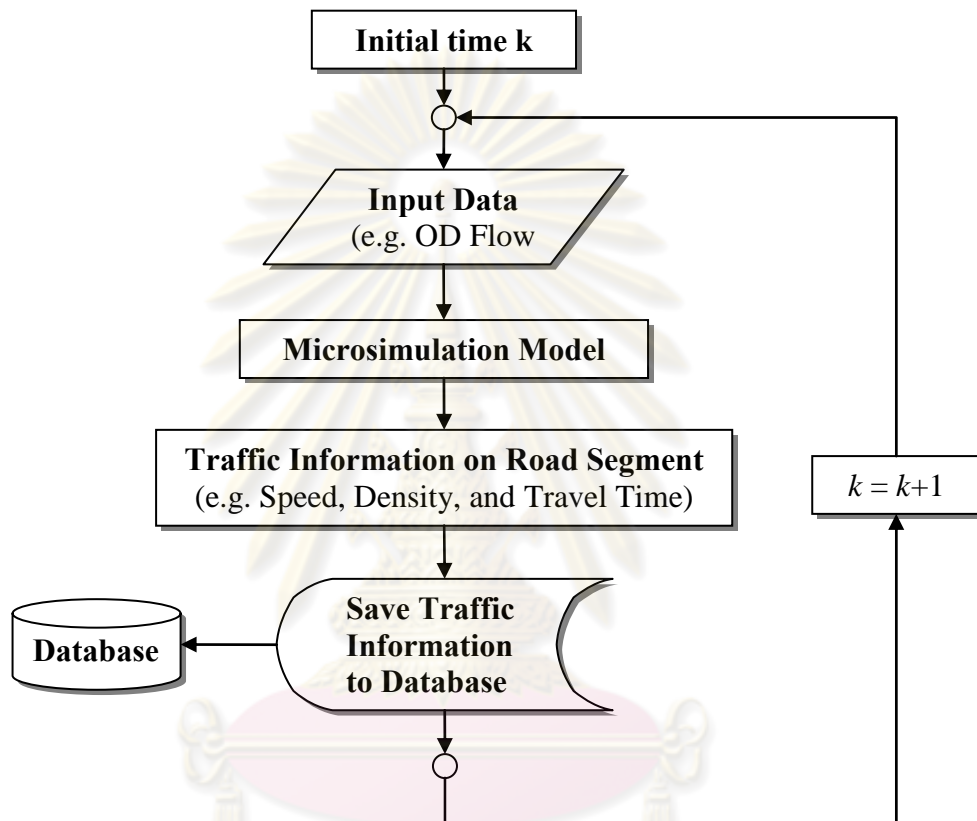 Initial time k
Input Data
(e.g. OD Flow
Microsimulation Model
Traffic Information on Road Segment
(e.g. Speed, Density, and Travel Time)
k = k+1
Save Traffic
Information
to Database
Database